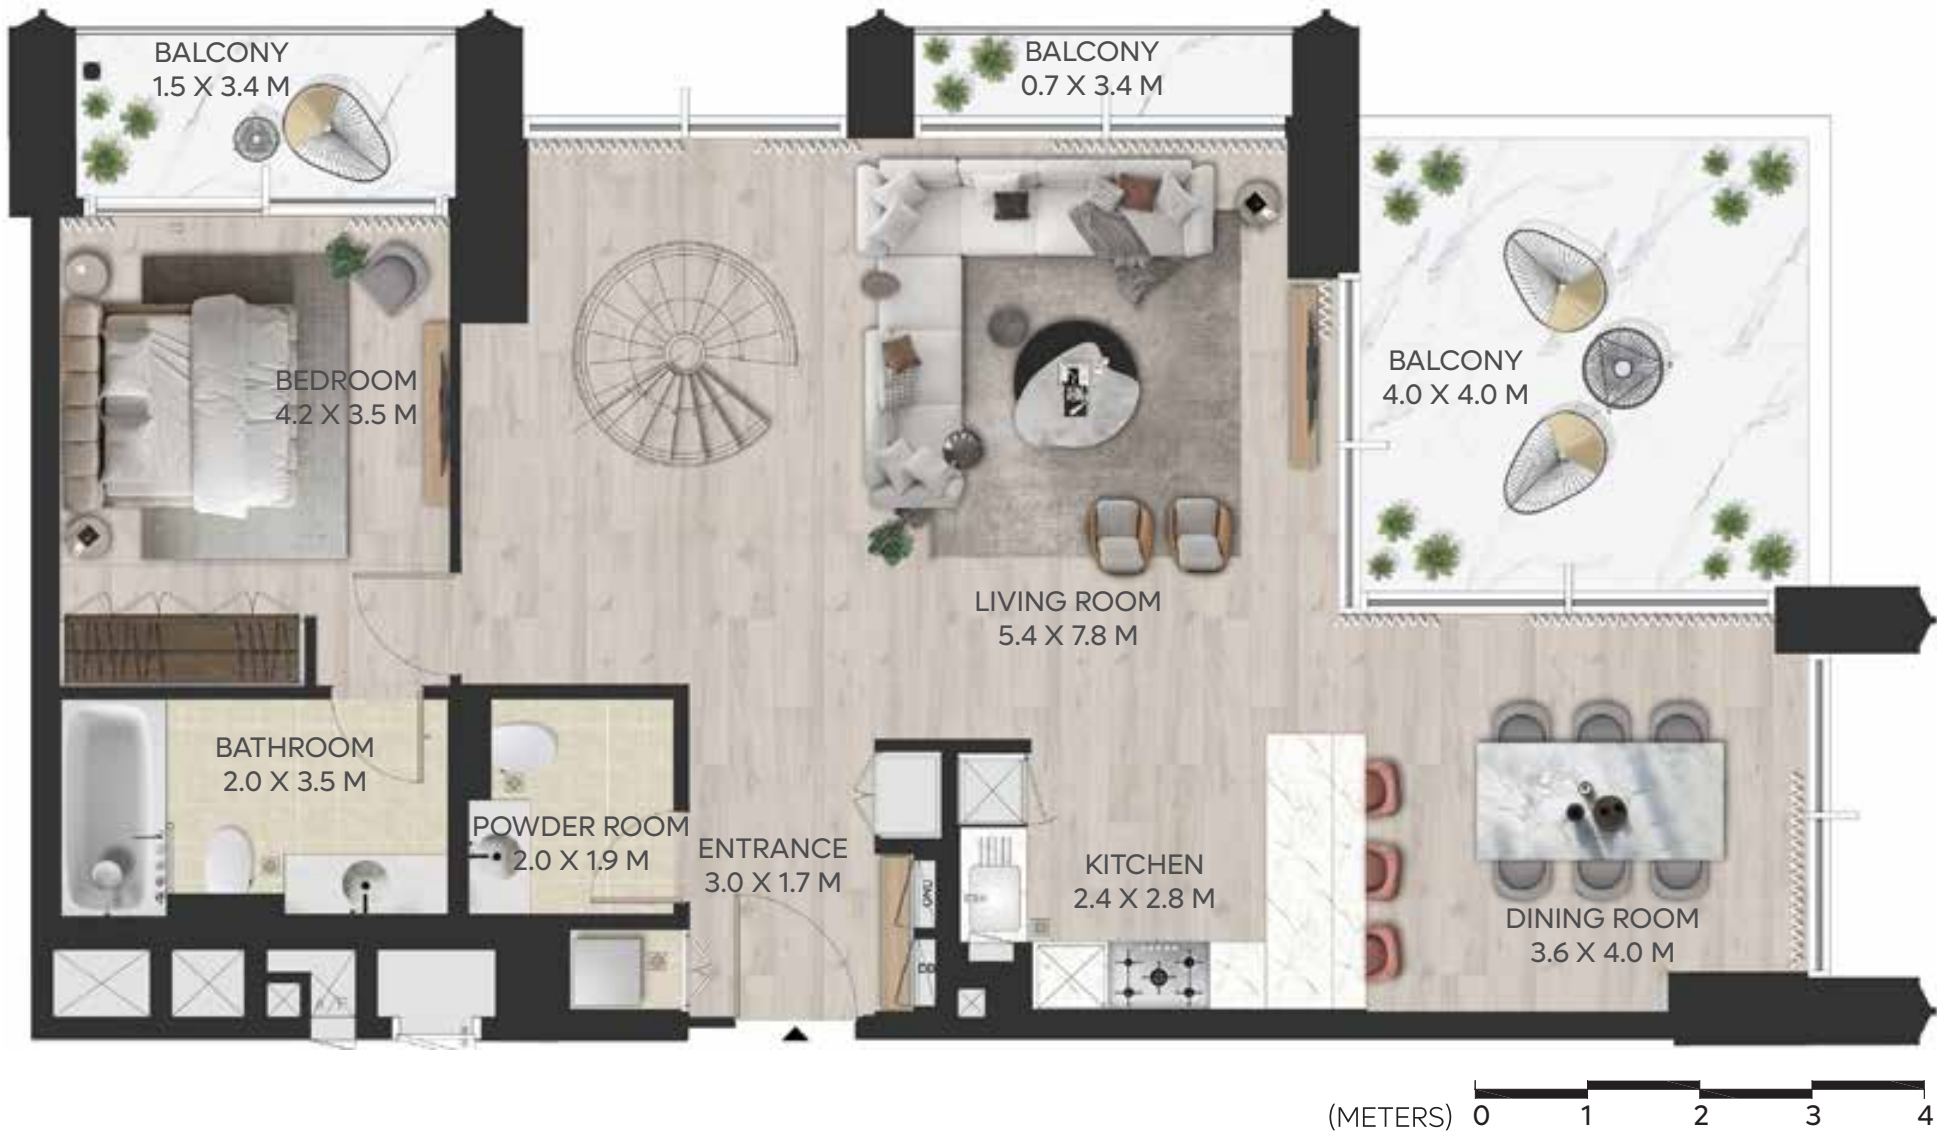 BALCONY
1.5 X 3.4 M
BALCONY
0.7 X 3.4 M
BEDROOM
4.2 X 3.5 M
BALCONY
4.0 X 4.0 M
LIVING ROOM
5.4 X 7.8 M
BATHROOM
2.0 X 3.5 M
POWDER ROOM
2.0 X 1.9 M
ENTRANCE
3.0 X 1.7 M
KITCHEN
2.4 X 2.8 M
DINING ROOM
3.6 X 4.0 M
DB
(METERS) 0 1 2 3 4